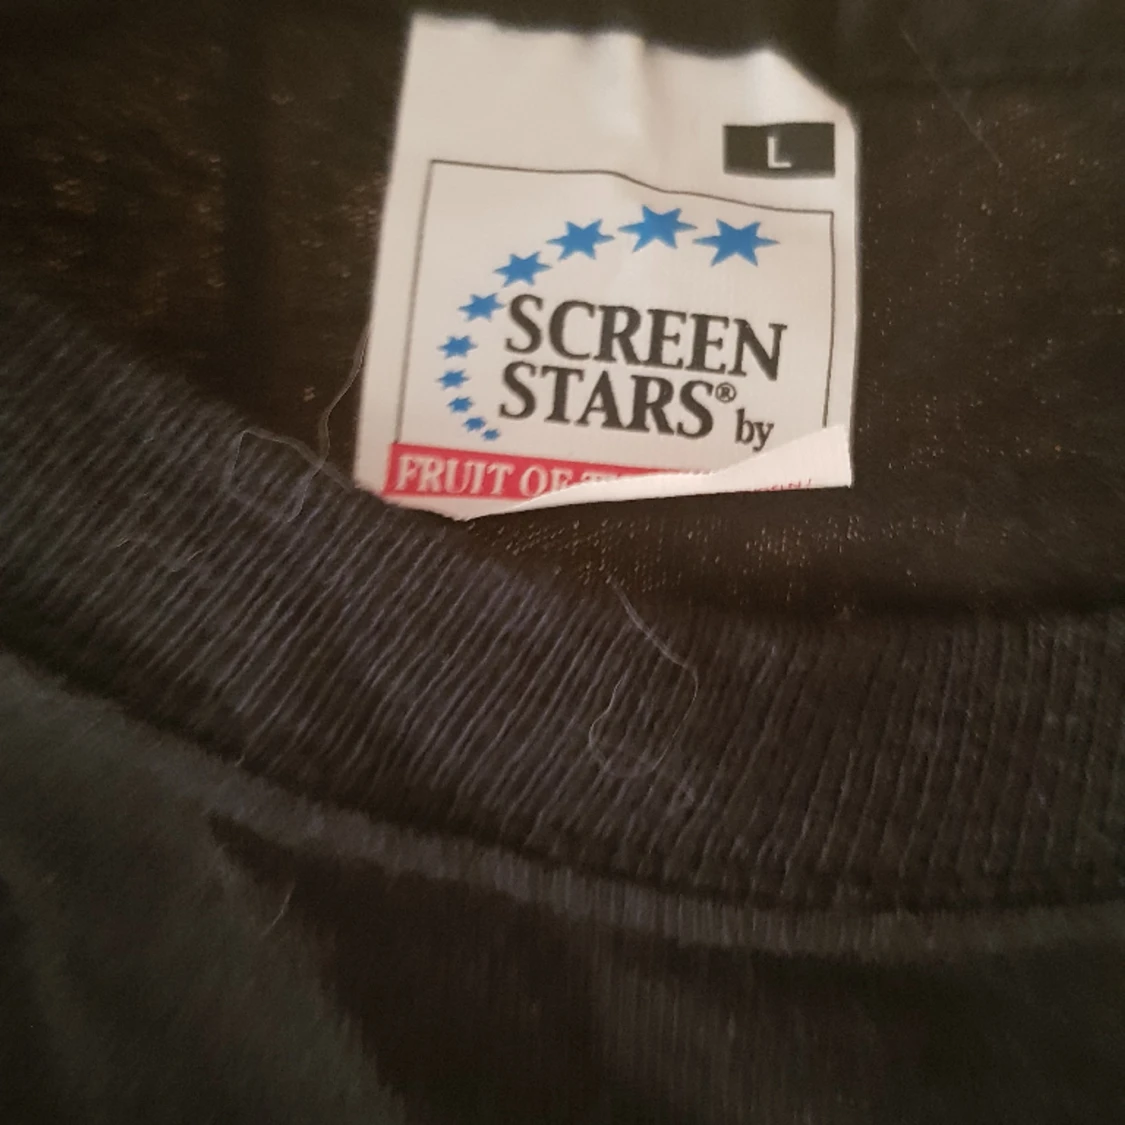 L
SCREEN
STARS® by
FRUIT OF